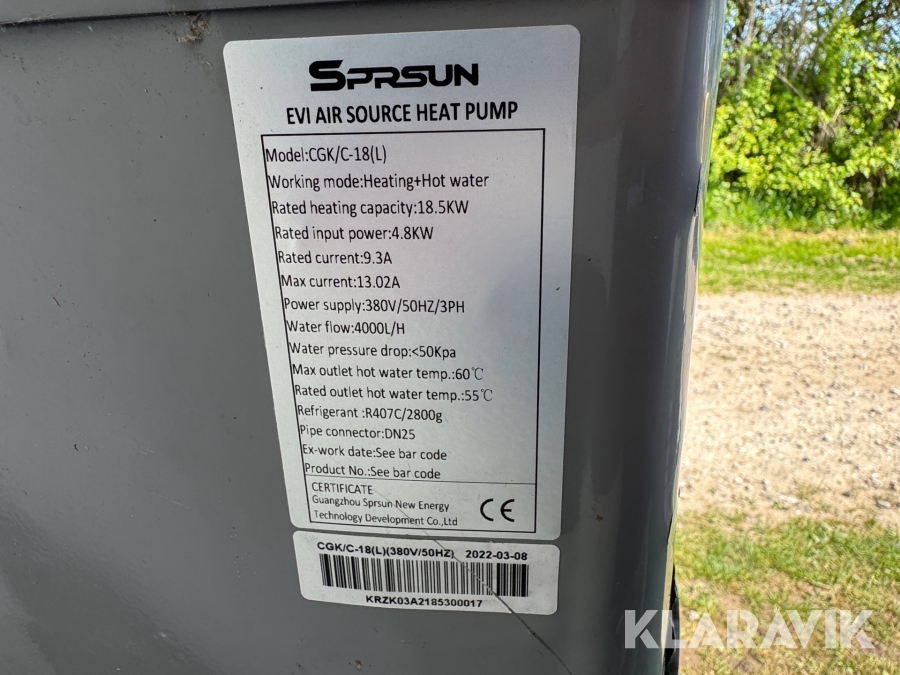 SPRSUN
EVI AIR SOURCE HEAT PUMP
Model:CGK/C-18(L)
Working mode:Heating+Hot water
Rated heating capacity:18.5KW
Rated input power:4.8KW
Rated current:9.3A
Max current:13.02A
Power supply:380V/50HZ/3PH
Water flow:4000L/H
Water pressure drop:<50Kpa
Max outlet hot water temp.:60℃
Rated outlet hot water temp.:55℃
Refrigerant :R407C/2800g
Pipe connector:DN25
Ex-work date:See bar code
Product No.:See bar code
CERTIFICATE
Guangzhou Sprsun New Energy
Technology Development Co.,Ltd
CE
CGK/C-18(L)(380V/50HZ) 2022-03-08
KRZK03A2185300017
KLARAVIK